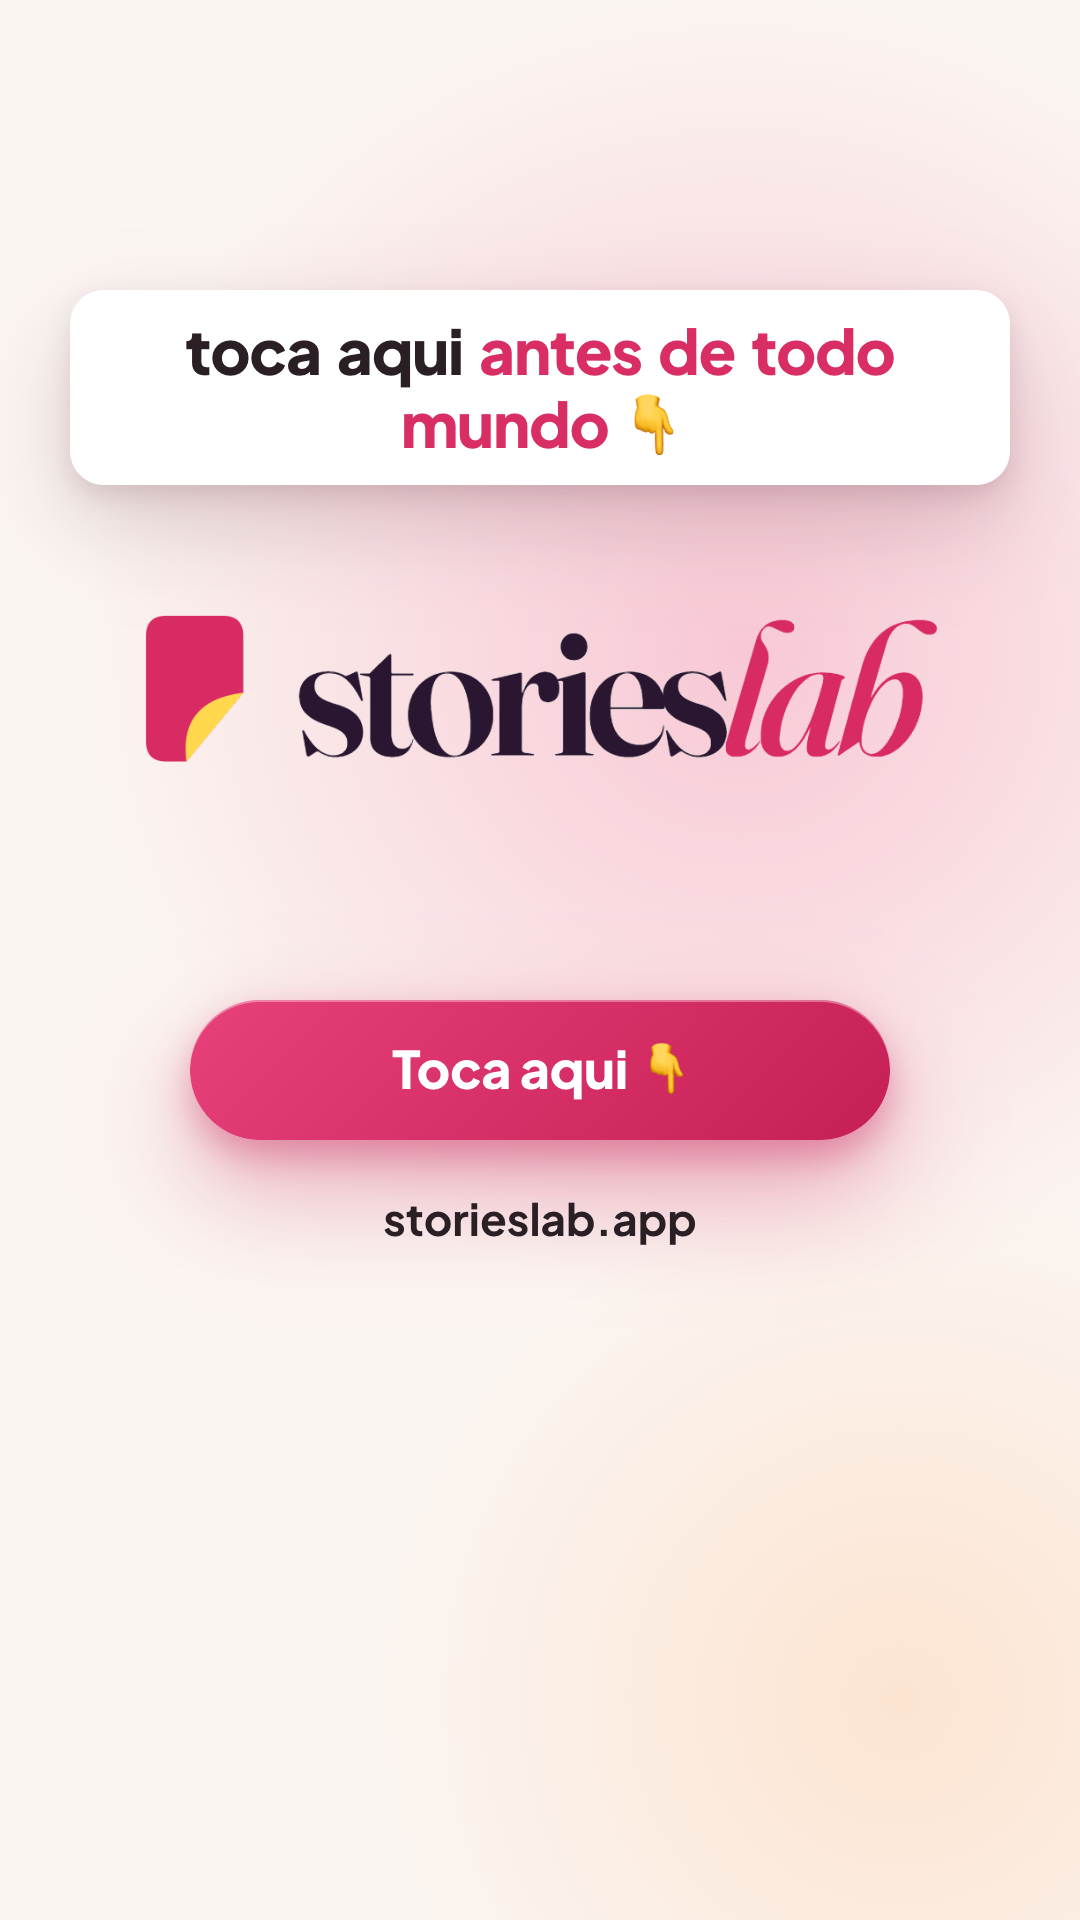 toca aqui antes de todo
mundo 👇
storieslab
Toca aqui 👇
storieslab.app